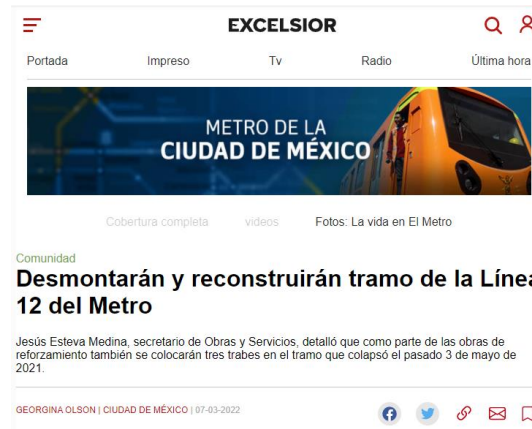 EXCELSIOR
Portada Impreso Tv Radio Última hora
METRO DE LA
CIUDAD DE MÉXICO
Cobertura completa videos Fotos: La vida en El Metro
Comunidad
Desmontarán y reconstruirán tramo de la Línea
12 del Metro
Jesús Esteva Medina, secretario de Obras y Servicios, detalló que como parte de las obras de
reforzamiento también se colocarán tres trabes en el tramo que colapsó el pasado 3 de mayo de
2021.
GEORGINA OLSON | CIUDAD DE MÉXICO | 07-03-2022